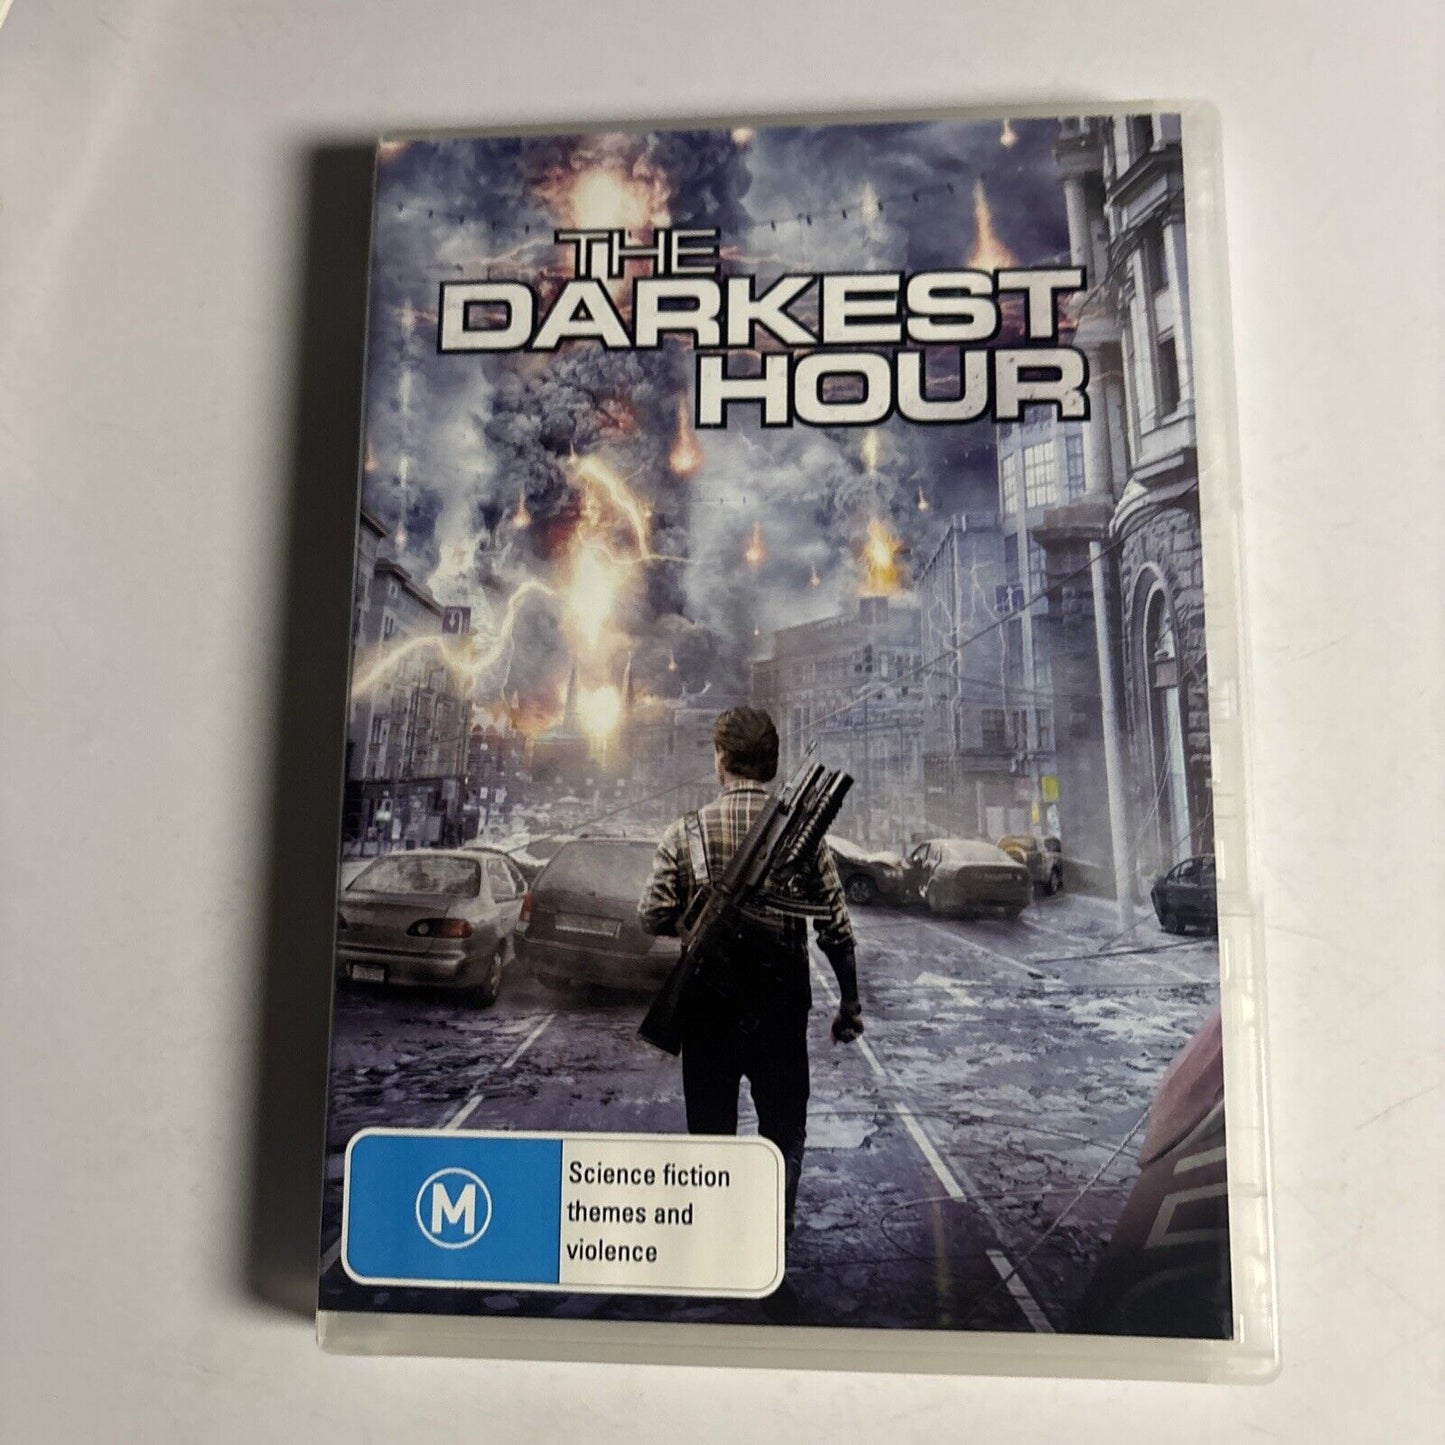 THE
DARKEST
HOUR
M
Science fiction
themes and
violence